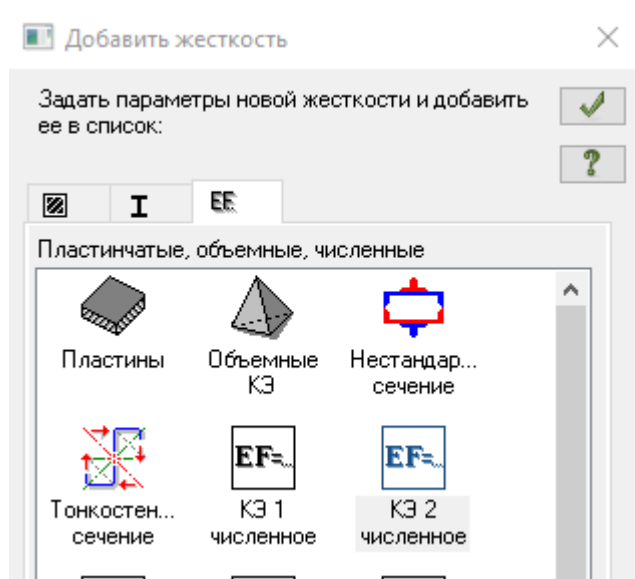 Добавить жесткость
Задать параметры новой жесткости и добавить
ее в список:
?
I
EF
Пластинчатые, объемные, численные
Пластины
Объемные
КЭ
Нестандар...
сечение
EF=...
EF=...
Тонкостен...
сечение
КЭ 1
численное
КЭ 2
численное